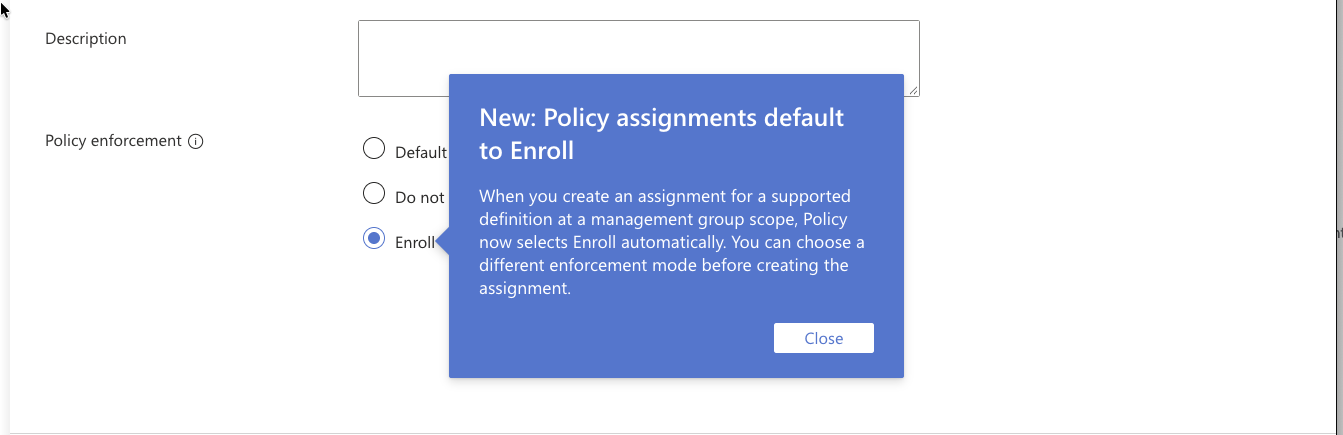 Description
Policy enforcement
Default
Do not
Enroll
New: Policy assignments default
to Enroll
When you create an assignment for a supported
definition at a management group scope, Policy
now selects Enroll automatically. You can choose a
different enforcement mode before creating the
assignment.
Close